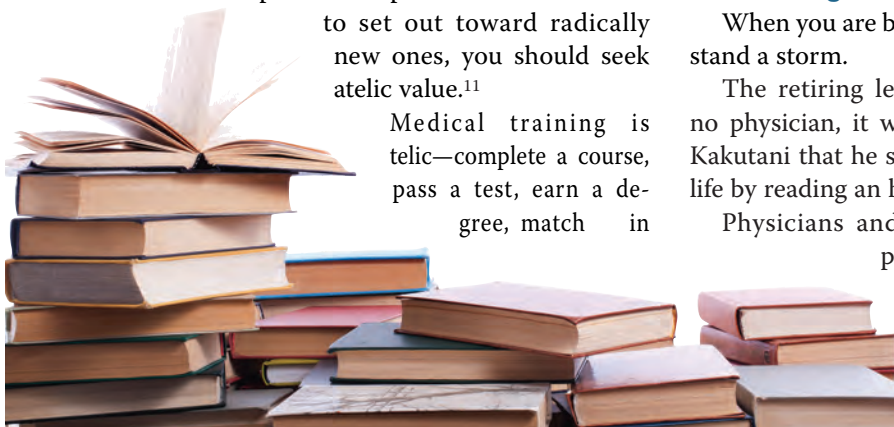 to set out toward radically
new ones, you should seek
atelic value.11
Medical training is
telic—complete a course,
pass a test, earn a de-
gree, match in
When you are b
stand a storm.
The retiring le
no physician, it w
Kakutani that he s
life by reading an h
Physicians and
p